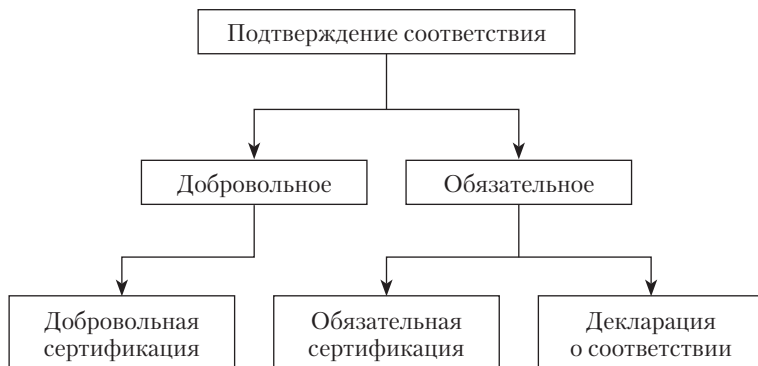 Подтверждение соответствия
Добровольное
Обязательное
Добровольная
сертификация
Обязательная
сертификация
Декларация
о соответствии